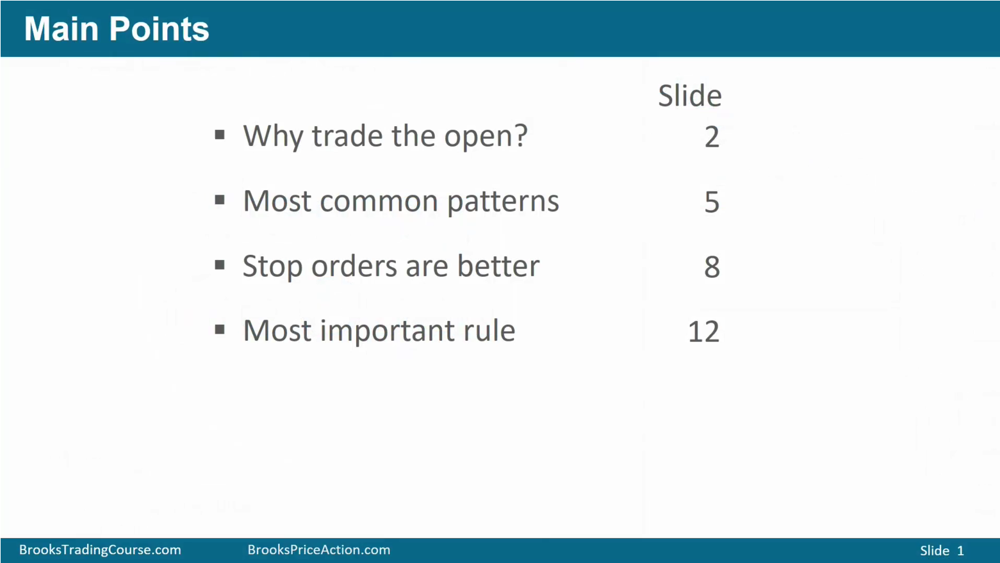 Main Points
Slide
▪ Why trade the open? 2
▪ Most common patterns 5
▪ Stop orders are better 8
▪ Most important rule 12
BrooksTradingCourse.com BrooksPriceAction.com Slide 1